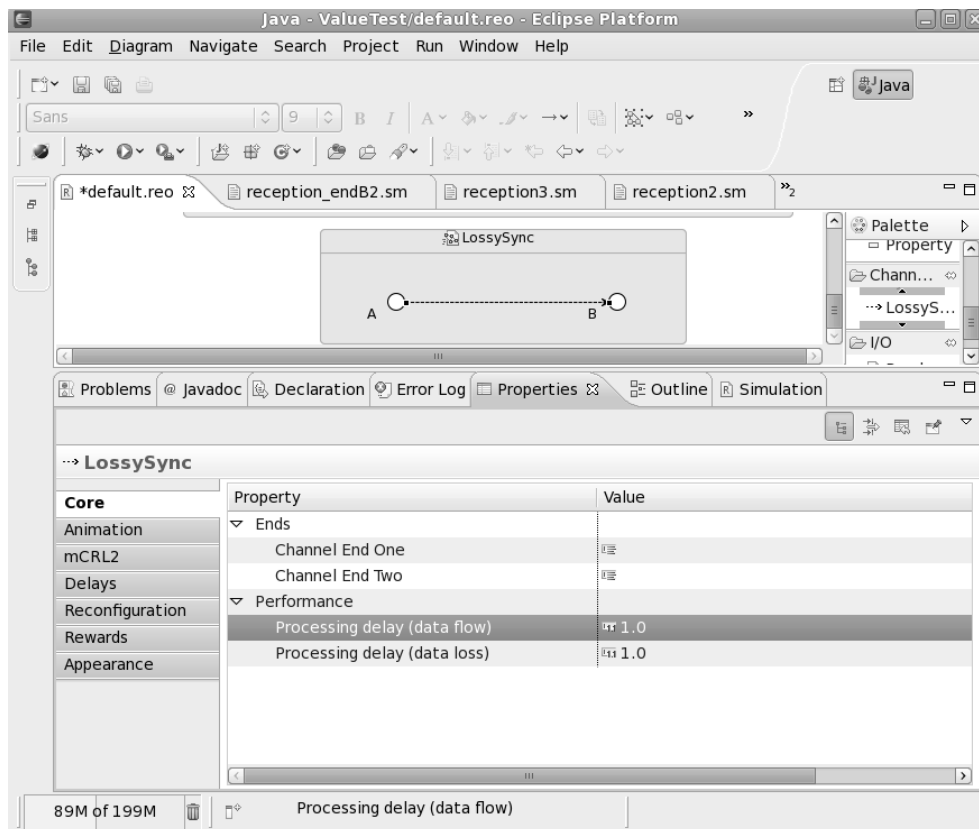 Java - ValueTest/default.reo - Eclipse Platform
File Edit Diagram Navigate Search Project Run Window Help
Java
Sans 9 B I A »
*default.reo reception_endB2.sm reception3.sm reception2.sm »2
LossySync
A B
Palette
Property
Chann...
LossyS...
I/O
Problems @ Javadoc Declaration Error Log Properties Outline Simulation
LossySync
Core
Animation
mCRL2
Delays
Reconfiguration
Rewards
Appearance
Property Value
Ends
Channel End One
Channel End Two
Performance
Processing delay (data flow) 1.0
Processing delay (data loss) 1.0
89M of 199M Processing delay (data flow)